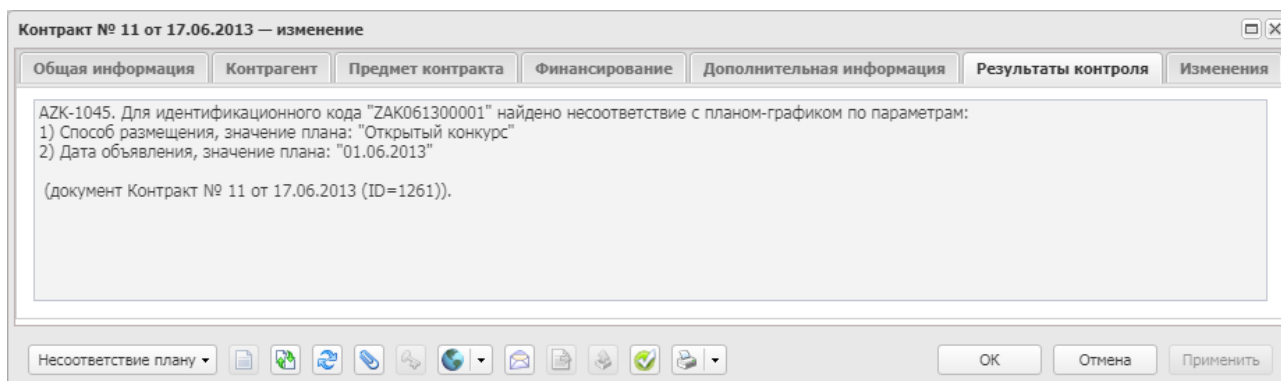 Контракт № 11 от 17.06.2013 — изменение
Общая информация Контрагент Предмет контракта Финансирование Дополнительная информация Результаты контроля Изменения
AZK-1045. Для идентификационного кода "ZAK061300001" найдено несоответствие с планом-графиком по параметрам:
1) Способ размещения, значение плана: "Открытый конкурс"
2) Дата объявления, значение плана: "01.06.2013"
(документ Контракт № 11 от 17.06.2013 (ID=1261)).
Несоответствие плану ОК Отмена Применить